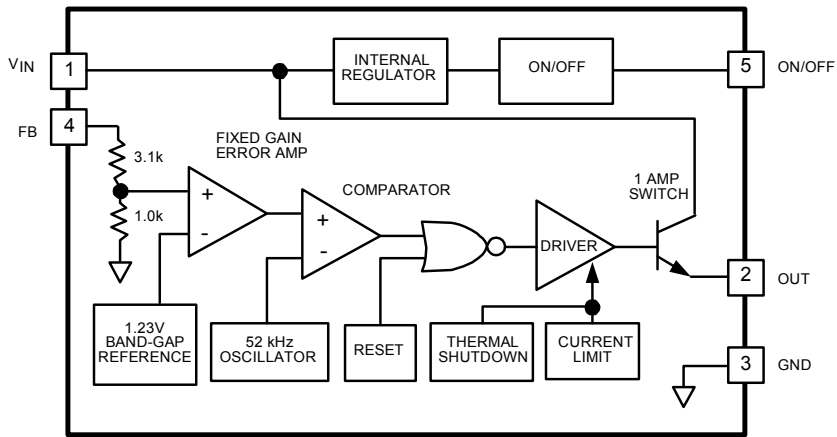 VIN
1
INTERNAL
REGULATOR
ON/OFF
5
ON/OFF
FB
4
3.1k
1.0k
FIXED GAIN
ERROR AMP
+
-
COMPARATOR
+
-
1 AMP
SWITCH
DRIVER
2
OUT
1.23V
BAND-GAP
REFERENCE
52 kHz
OSCILLATOR
RESET
THERMAL
SHUTDOWN
CURRENT
LIMIT
3
GND